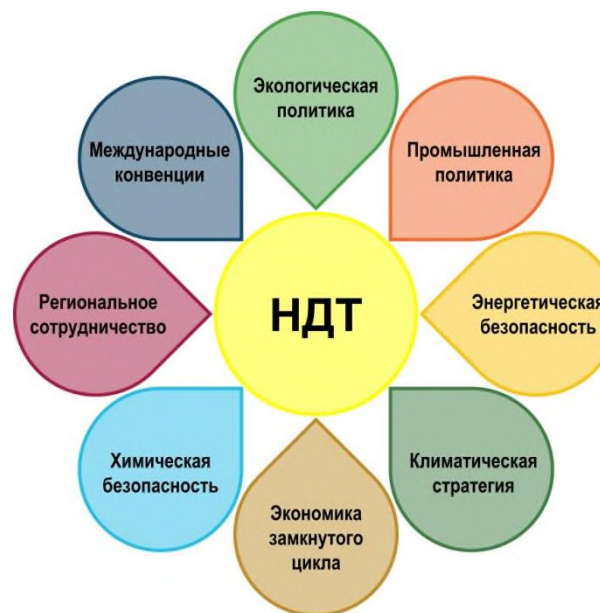 Экологическая
политика
Промышленная
политика
Энергетическая
безопасность
Климатическая
стратегия
Экономика
замкнутого
цикла
Химическая
безопасность
Региональное
сотрудничество
Международные
конвенции
НДТ